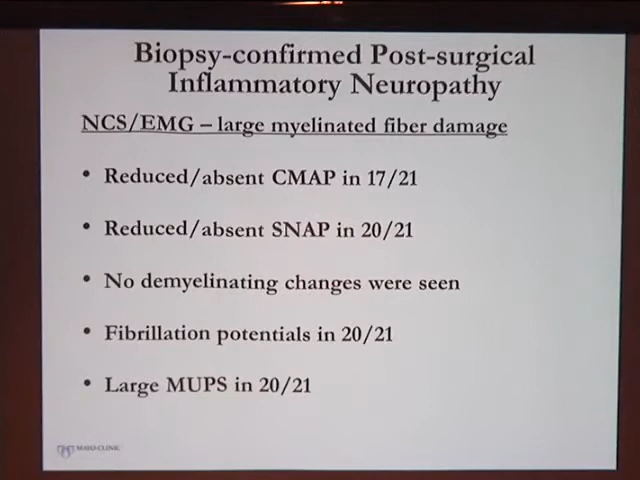 Biopsy-confirmed Post-surgical
Inflammatory Neuropathy
NCS/EMG – large myelinated fiber damage
• Reduced/absent CMAP in 17/21
• Reduced/absent SNAP in 20/21
• No demyelinating changes were seen
• Fibrillation potentials in 20/21
• Large MUPS in 20/21
MAYO CLINIC